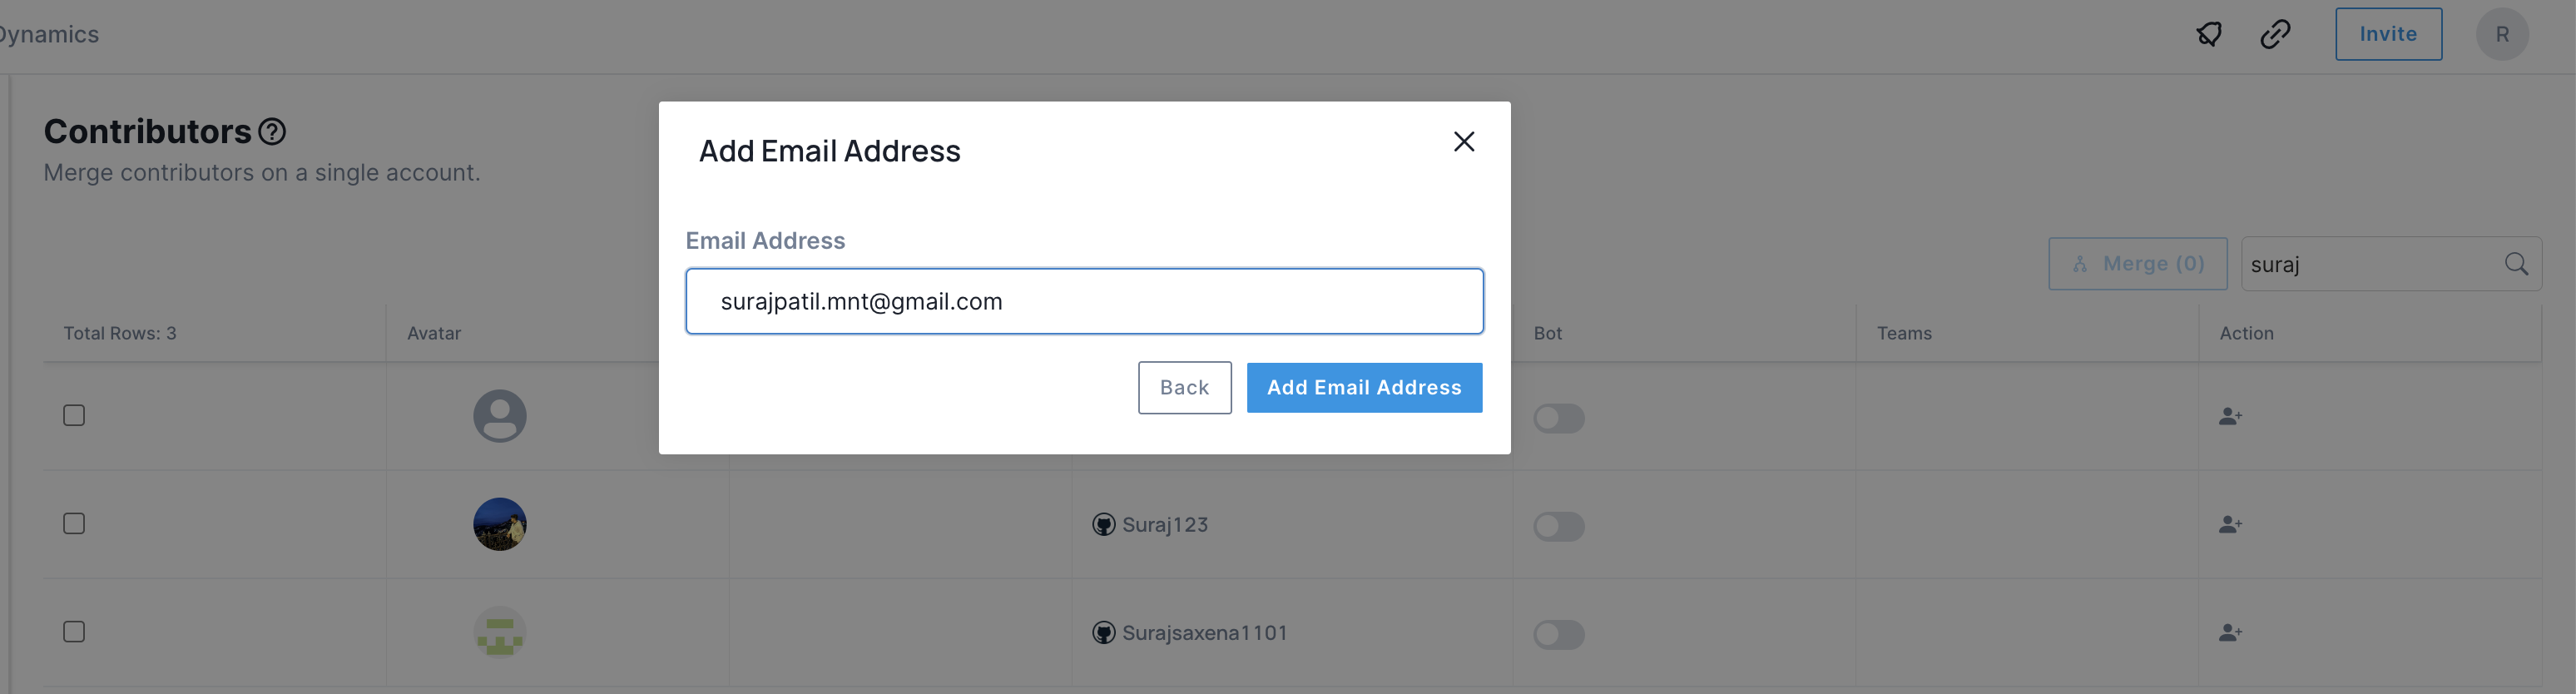 Dynamics
Invite
R
Contributors
Merge contributors on a single account.
Add Email Address
Email Address
surajpatil.mnt@gmail.com
Back
Add Email Address
Merge (0)
suraj
Total Rows: 3
Avatar
Bot
Teams
Action
Suraj123
Surajsaxena1101